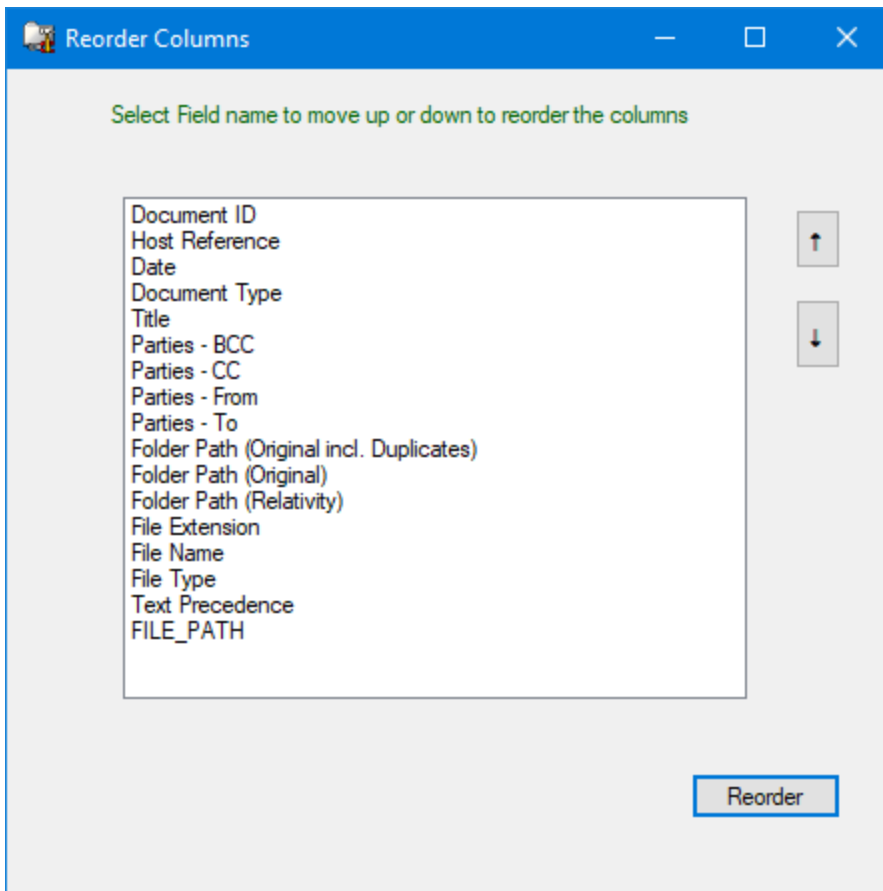 Reorder Columns
Select Field name to move up or down to reorder the columns
Document ID
Host Reference
Date
Document Type
Title
Parties - BCC
Parties - CC
Parties - From
Parties - To
Folder Path (Original incl. Duplicates)
Folder Path (Original)
Folder Path (Relativity)
File Extension
File Name
File Type
Text Precedence
FILE_PATH
Reorder